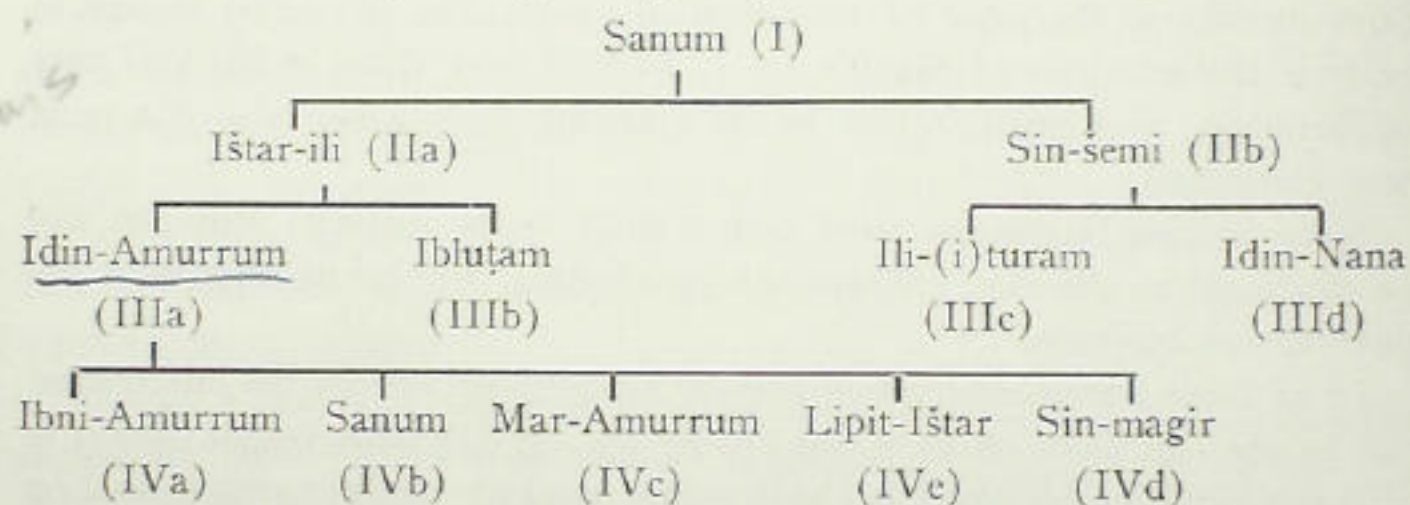 Sanum (I)
Ištar-ili (IIa) Sin-šemi (IIb)
Idin-Amurrum Ibluṭam Ili-(i)turam Idin-Nana
(IIIa) (IIIb) (IIIc) (IIId)
Ibni-Amurrum Sanum Mar-Amurrum Lipit-Ištar Sin-magir
(IVa) (IVb) (IVc) (IVe) (IVd)